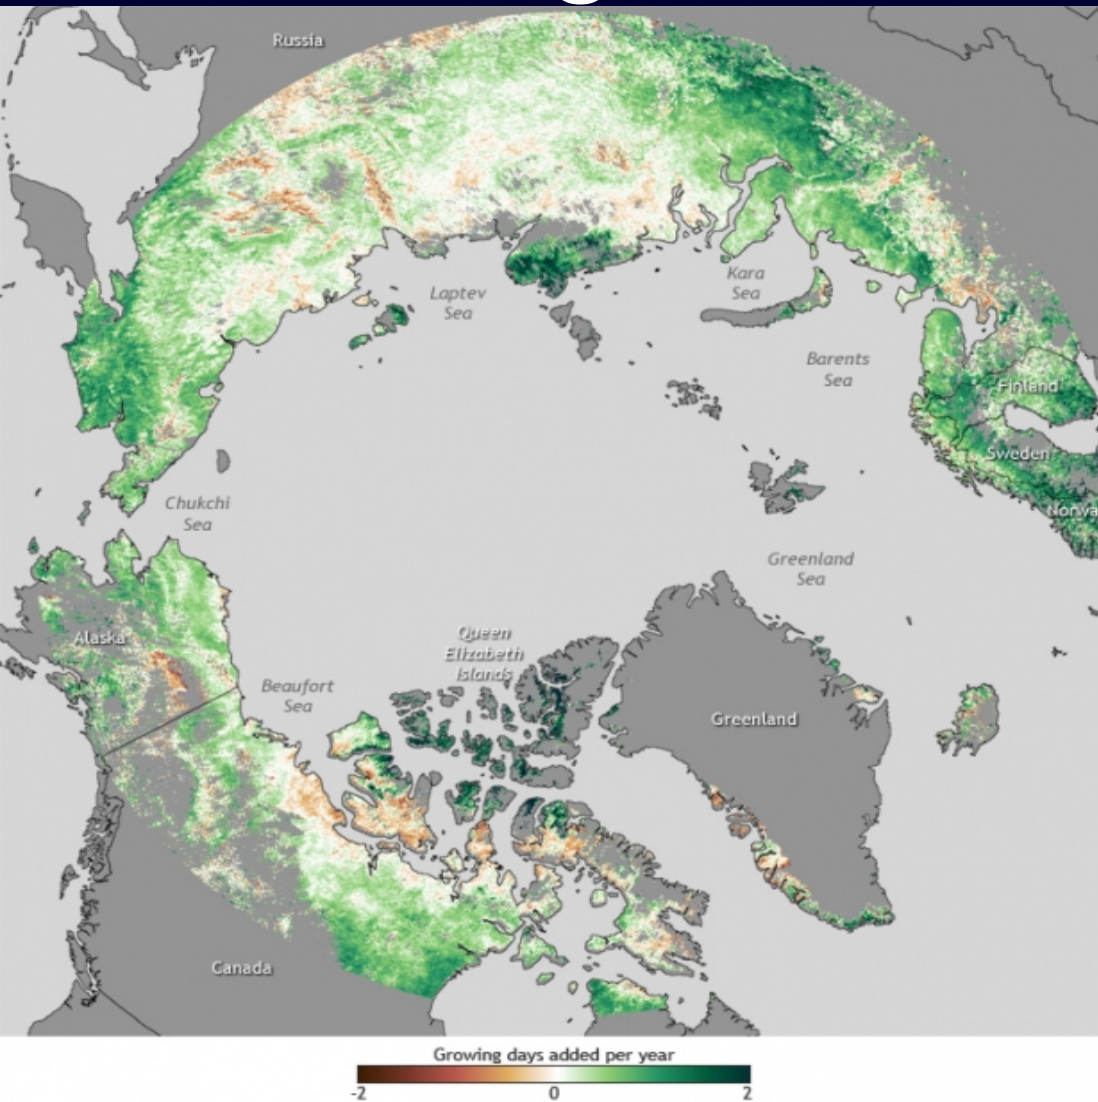 Russia
Kara
Sea
Laptev
Sea
Barents
Sea
Finland
Sweden
Norwa
Chukchi
Sea
Greenland
Sea
Alaska
Queen
Elizabeth
Islands
Beaufort
Sea
Greenland
Canada
Growing days added per year
-2
0
2